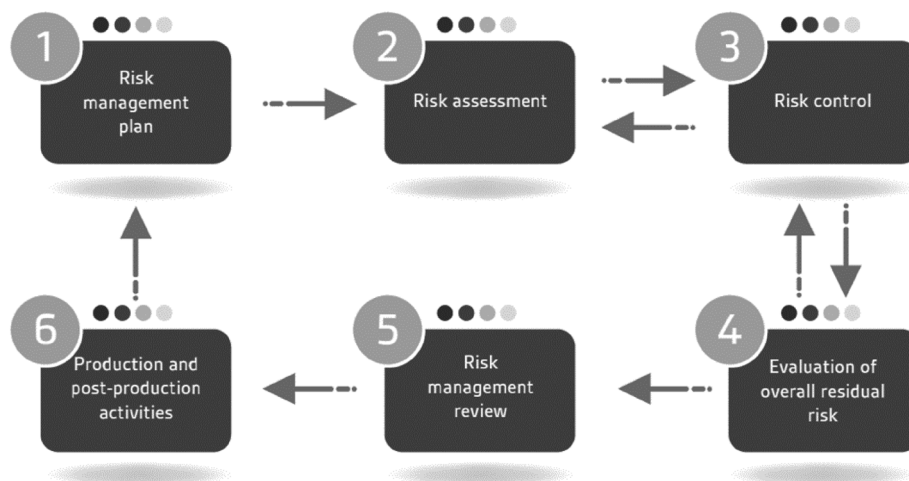 1
Risk
management
plan
2
Risk assessment
3
Risk control
6
Production and
post-production
activities
5
Risk
management
review
4
Evaluation of
overall residual
risk